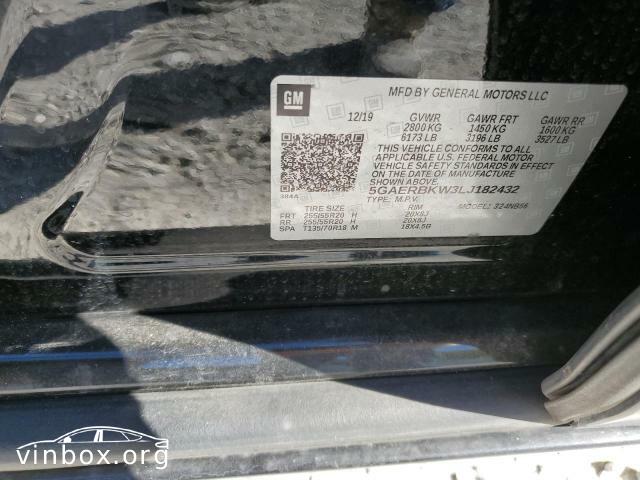 GM
MFD BY GENERAL MOTORS LLC
12/19 GVWR GAWR FRT GAWR RR
2800KG 1450 KG 1600 KG
6173 LB 3196 LB 3527 LB
THIS VEHICLE CONFORMS TO ALL
APPLICABLE U.S. FEDERAL MOTOR
VEHICLE SAFETY STANDARDS IN EFFECT
ON THE DATE OF MANUFACTURE
SHOWN ABOVE.
5GAERBKW3LJ182432
384A
TYPE: M.P.V. MODEL: 324NB56
TIRE SIZE RIM
FRT 255/55R20 H 20X8J
RR 255/55R20 H 20X8J
SPA T135/70R18 M 18X4.5B
vinbox.org